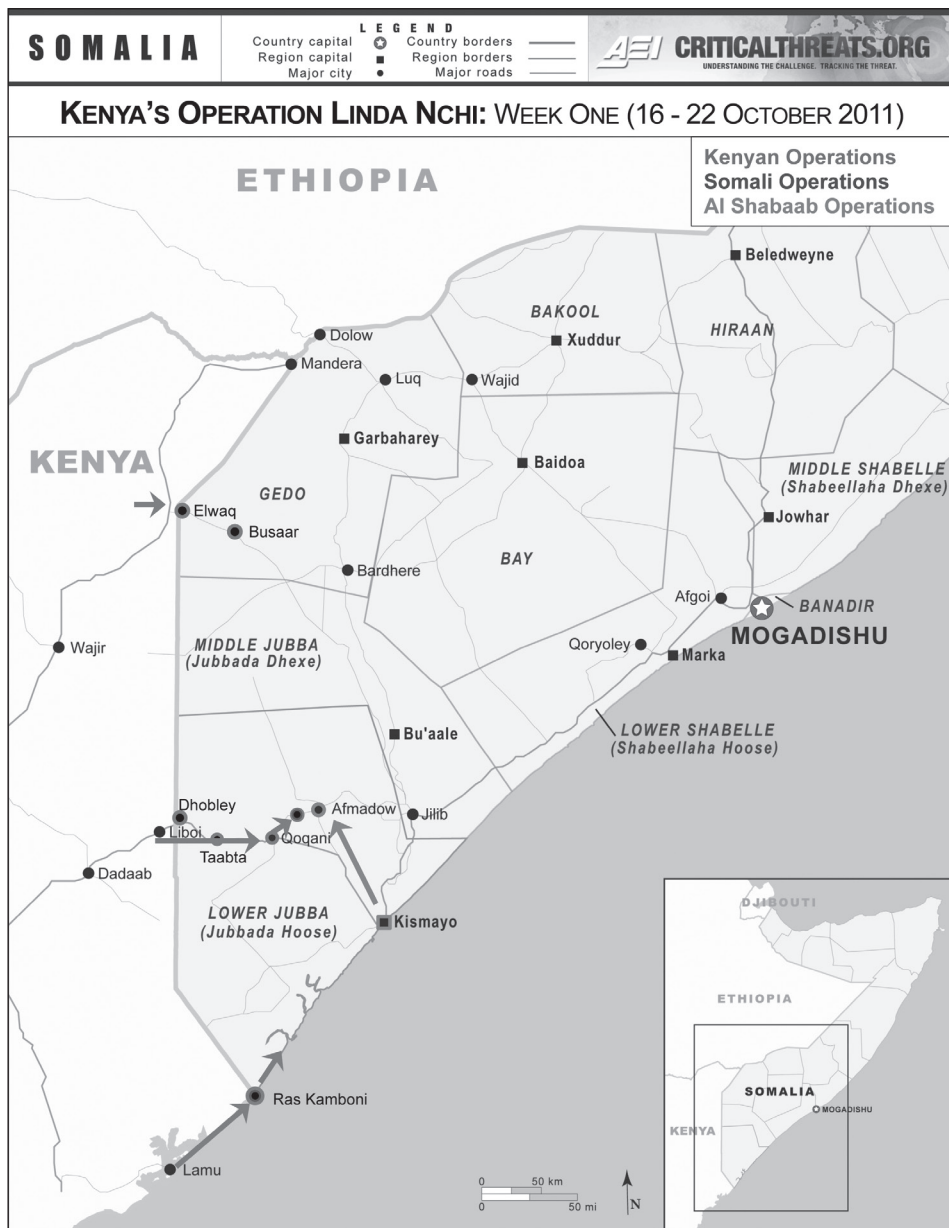 SOMALIA
LEGEND
Country capital
Region capital
Major city
Country borders
Region borders
Major roads
AEI CRITICALTHREATS.ORG
UNDERSTANDING THE CHALLENGE. TRACKING THE THREAT.
KENYA'S OPERATION LINDA NCHI: WEEK ONE (16 - 22 OCTOBER 2011)
Kenyan Operations
Somali Operations
Al Shabaab Operations
ETHIOPIA
Beledweyne
BAKOOL
HIRAAN
Dolow
Xuddur
Mandera
Luq
Wajid
Garbaharey
KENYA
Baidoa
MIDDLE SHABELLE
(Shabeellaha Dhexe)
GEDO
Elwaq
Jowhar
Busaar
BAY
Bardhere
Afgoi
BANADIR
MOGADISHU
Wajir
MIDDLE JUBBA
(Jubbada Dhexe)
Qoryoley
Marka
Bu'aale
LOWER SHABELLE
(Shabeellaha Hoose)
Dhobley
Afmadow
Jilib
Liboi
Qoqani
Taabta
Dadaab
LOWER JUBBA
(Jubbada Hoose)
Kismayo
Ras Kamboni
Lamu
0 50 km
0 50 mi
N
DJIBOUTI
ETHIOPIA
SOMALIA
MOGADISHU
KENYA